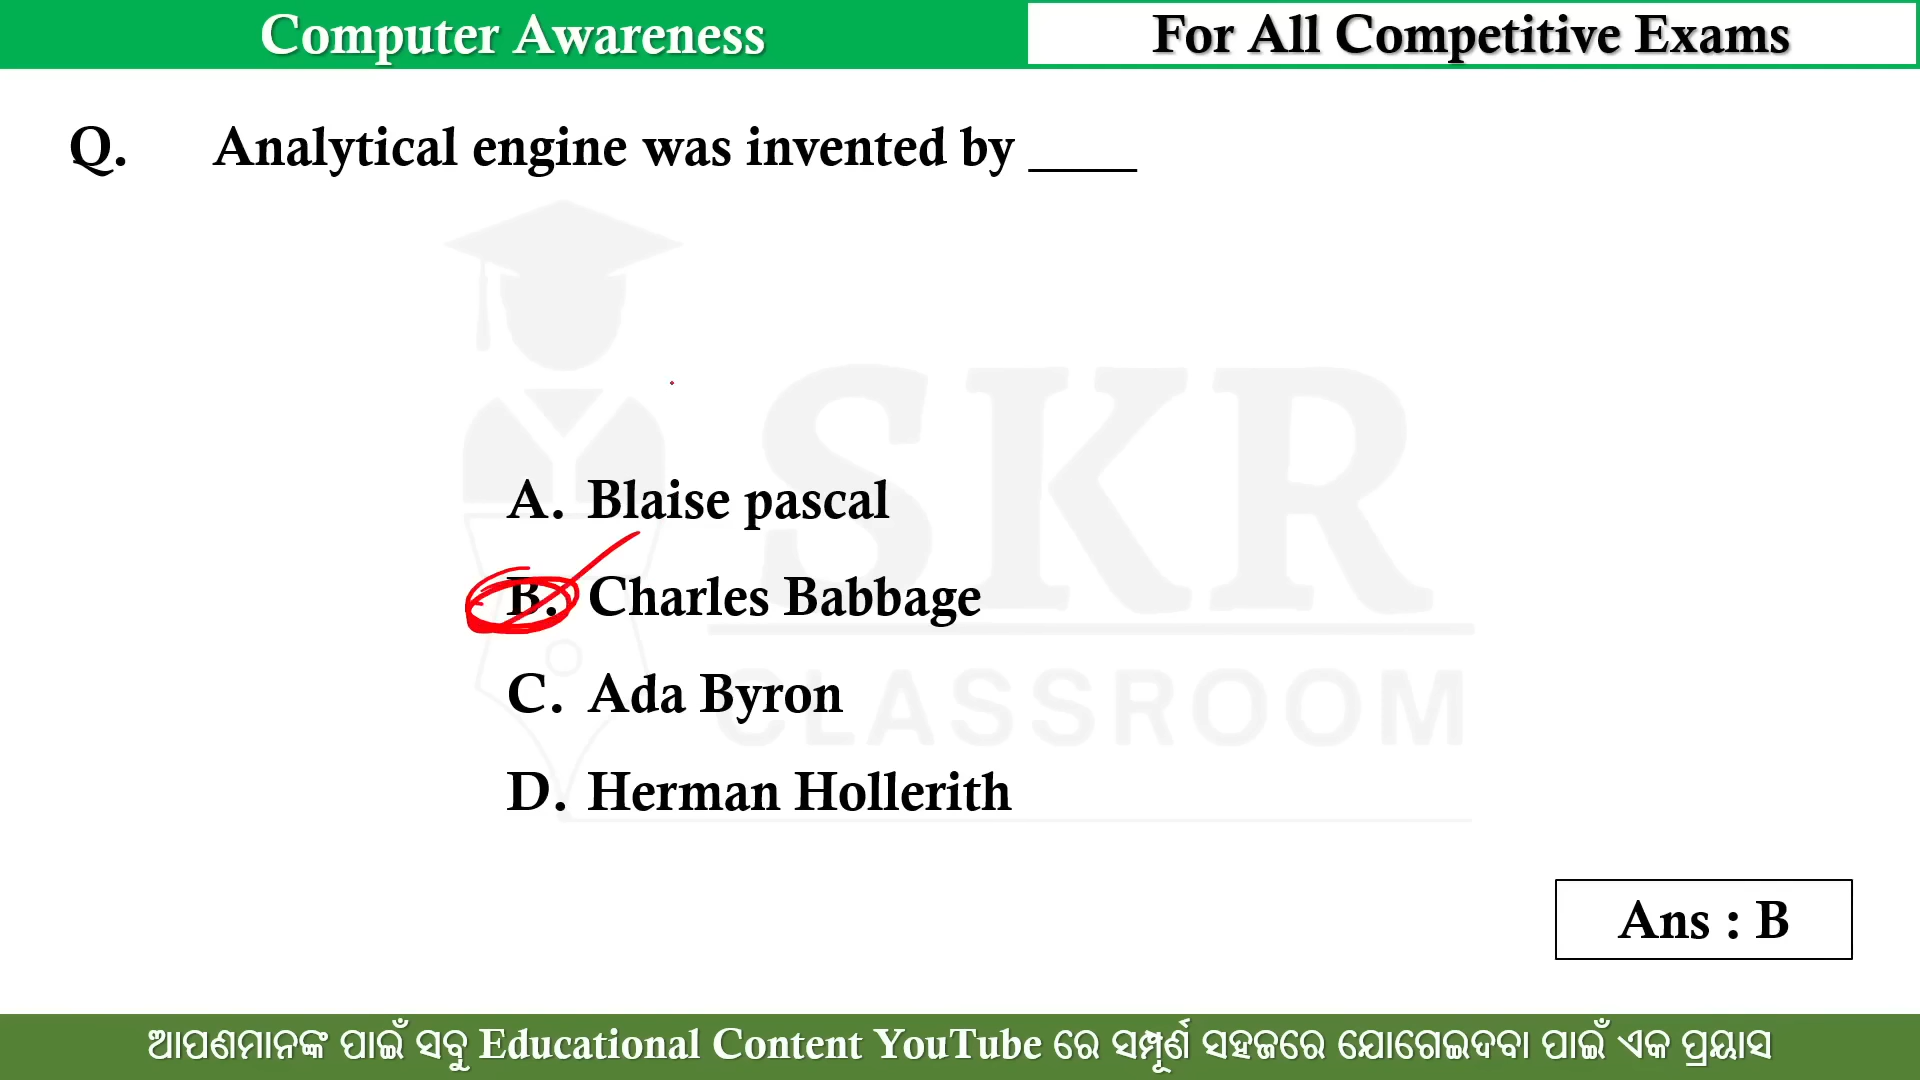 Computer Awareness
For All Competitive Exams
Q. Analytical engine was invented by ____
A. Blaise pascal
B. Charles Babbage
C. Ada Byron
D. Herman Hollerith
SKR
CLASSROOM
Ans : B
ଆପଣମାନଙ୍କ ପାଇଁ ସବୁ Educational Content YouTube ରେ ସମ୍ପୂର୍ଣ ସହଜରେ ଯୋଗେଇଦବା ପାଇଁ ଏକ ପ୍ରୟାସ